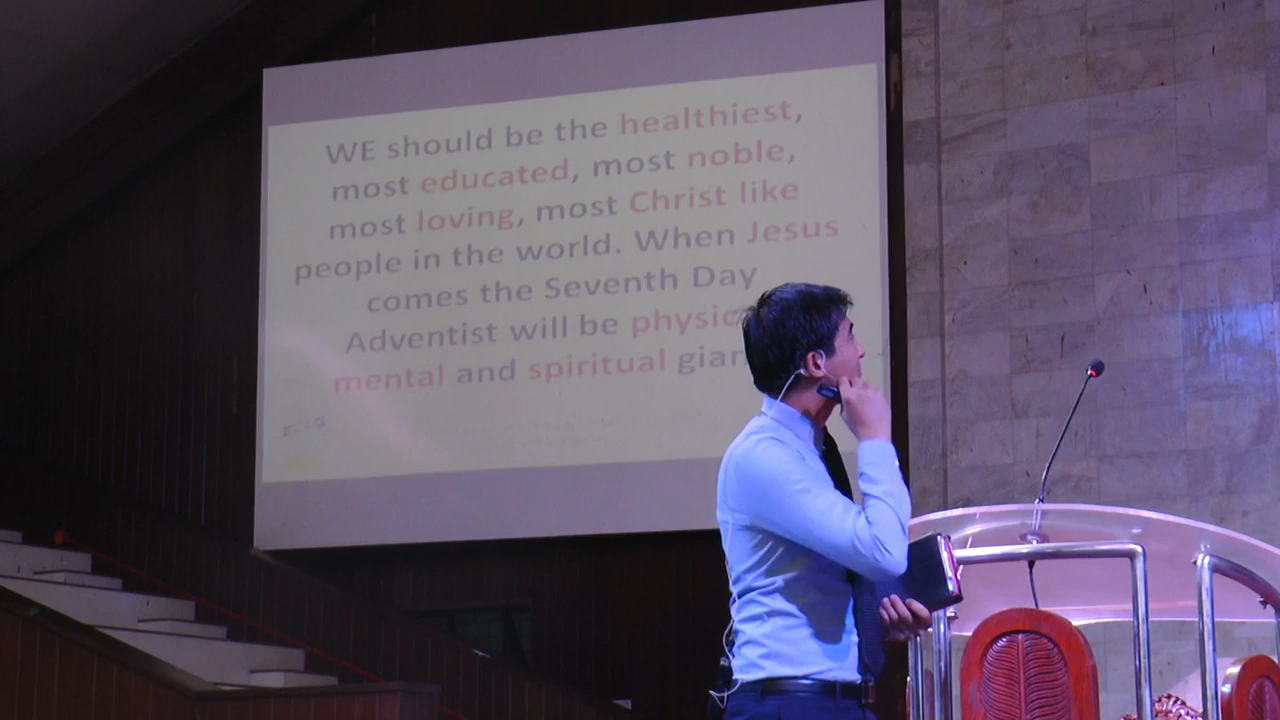 WE should be the healthiest,
most educated, most noble,
most loving, most Christ like
people in the world. When Jesus
comes the Seventh Day
Adventist will be
mental and spiritual